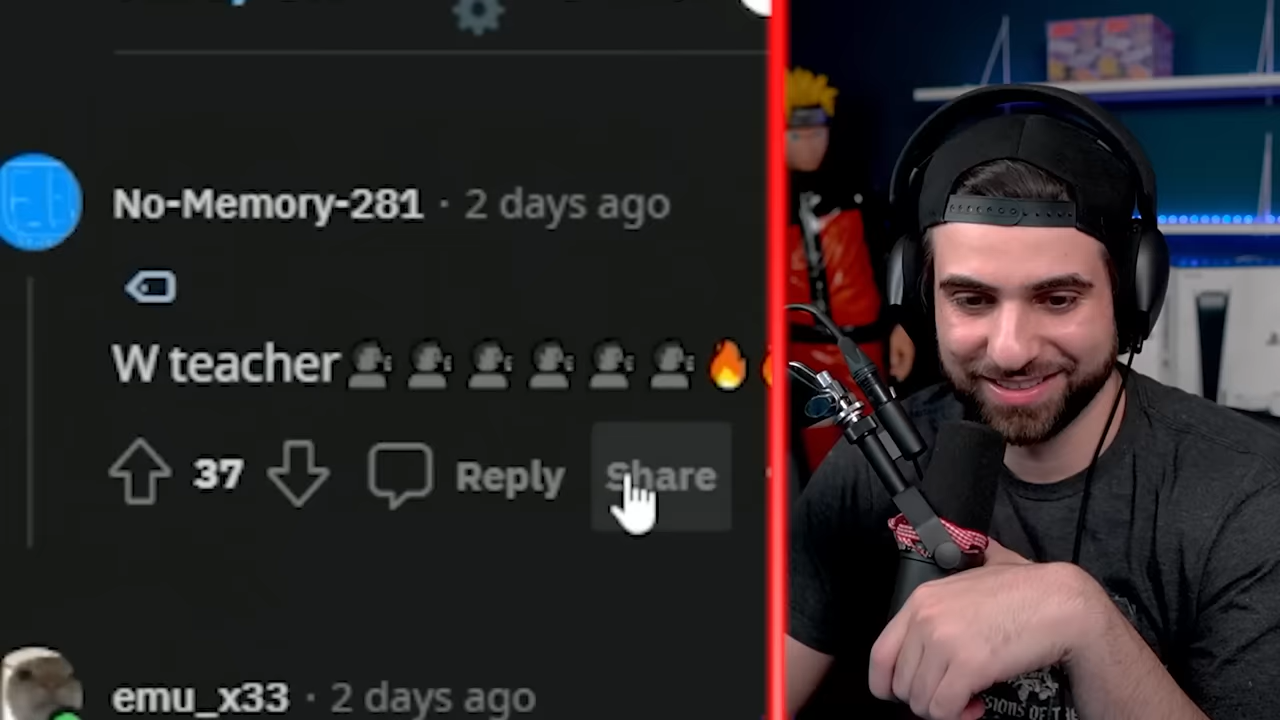 No-Memory-281 · 2 days ago
W teacher 🗣🗣🗣🗣🗣🗣🔥
37 Reply Share
emu_x33 · 2 days ago